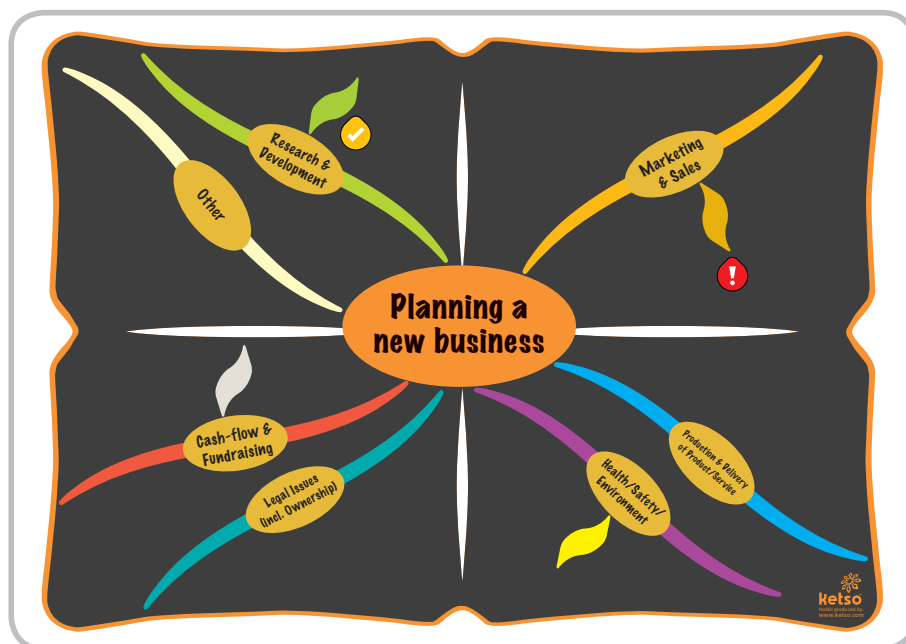 Research &
Development
Other
Marketing
& Sales
Planning a
new business
Cash-flow &
Fundraising
Legal Issues
(incl. Ownership)
Health/Safety/
Environment
Production & Delivery
of Product/Service
ketso
toolkit produced by:
www.ketso.com